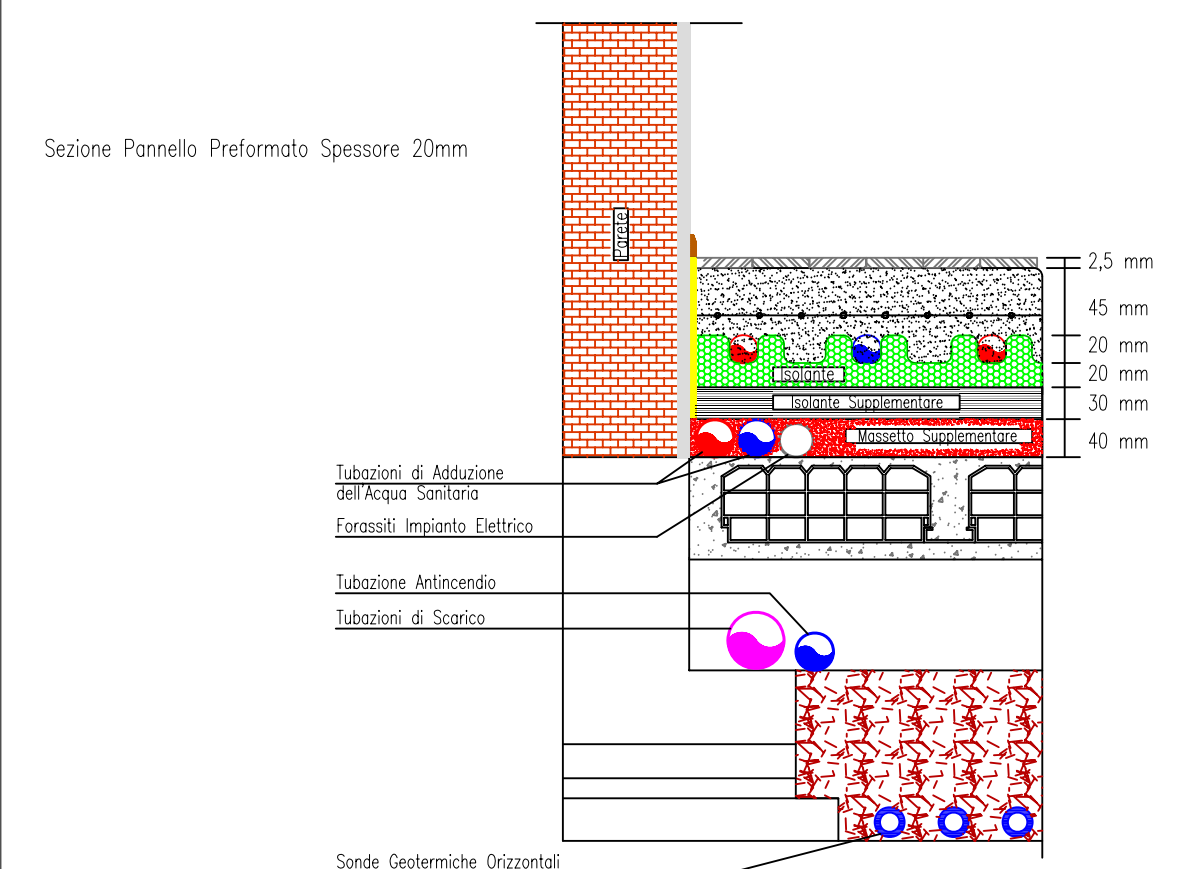 Sezione Pannello Preformato Spessore 20mm
Parete
2,5 mm
45 mm
20 mm
20 mm
30 mm
40 mm
Isolante
Isolante Supplementare
Massetto Supplementare
Tubazioni di Adduzione
dell'Acqua Sanitaria
Forassiti Impianto Elettrico
Tubazione Antincendio
Tubazioni di Scarico
Sonde Geotermiche Orizzontali